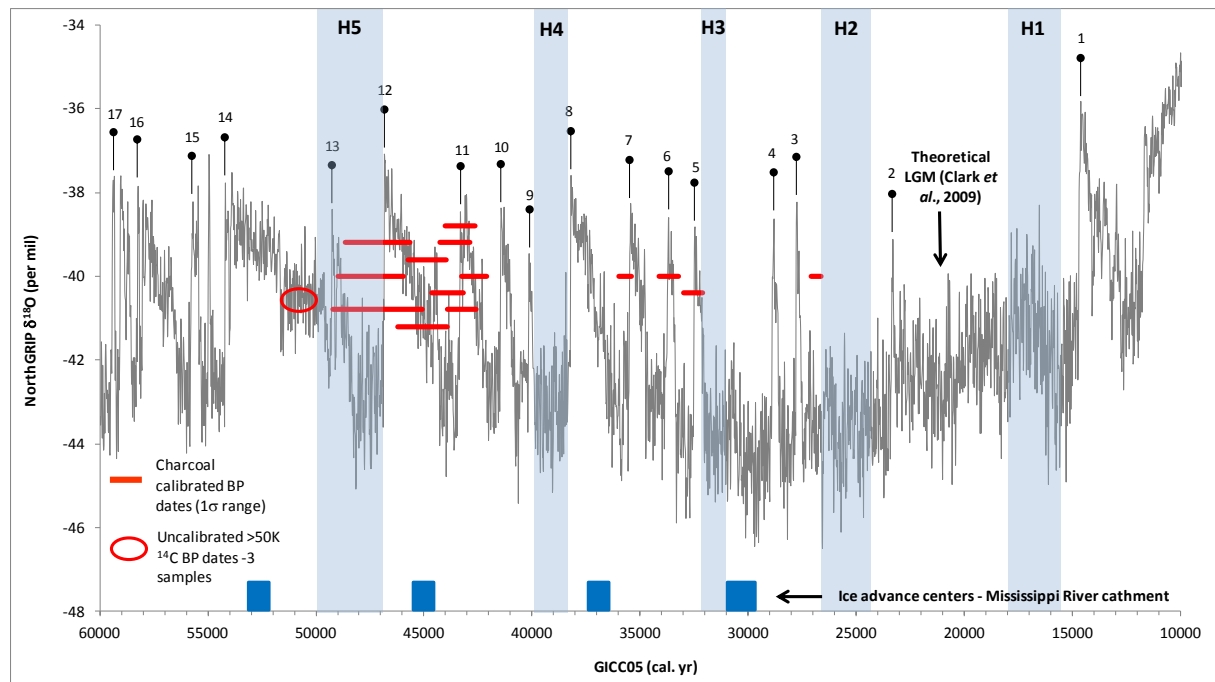 H5
H4
H3
H2
H1
-34
-36
-38
-40
-42
-44
-46
-48
NorthGRIP δ¹⁸O (per mil)
17
16
15
14
13
12
11
10
9
8
7
6
5
4
3
2
1
Theoretical
LGM (Clark et
al., 2009)
Charcoal
calibrated BP
dates (1σ range)
Uncalibrated >50K
¹⁴C BP dates -3
samples
Ice advance centers - Mississippi River cathment
60000
55000
50000
45000
40000
35000
30000
25000
20000
15000
10000
GICC05 (cal. yr)